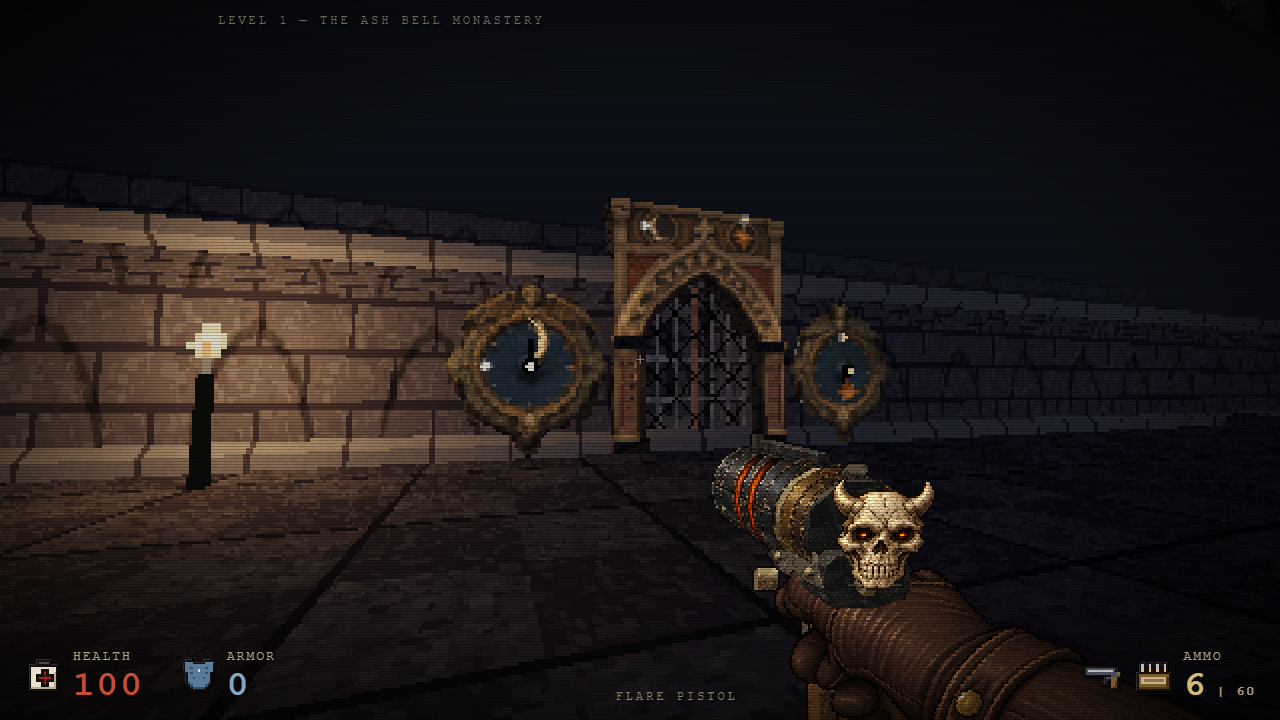 LEVEL 1 — THE ASH BELL MONASTERY
HEALTH
100
ARMOR
0
FLARE PISTOL
AMMO
6 | 60